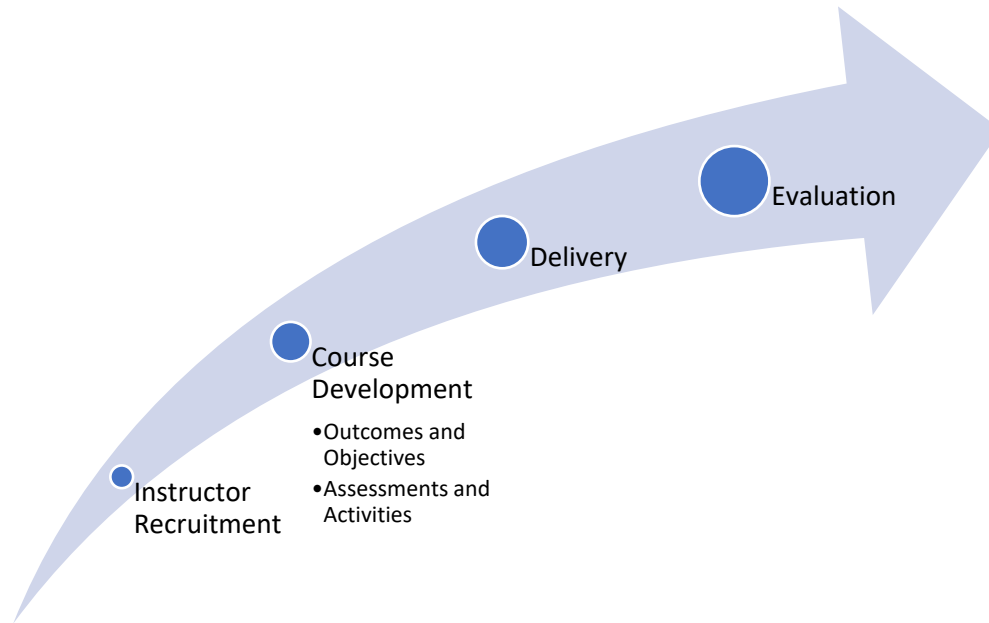 Evaluation
Delivery
Course
Development
•Outcomes and
Objectives
•Assessments and
Activities
Instructor
Recruitment